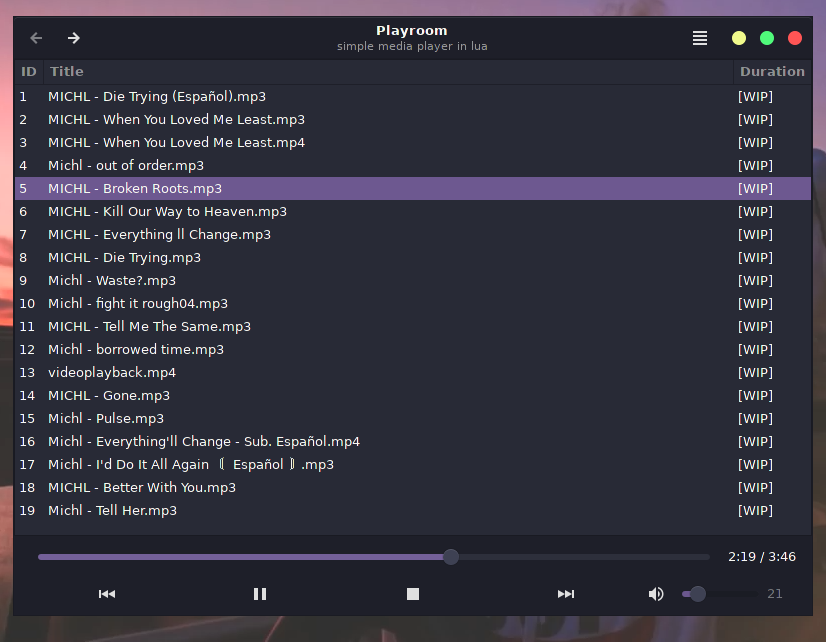 Playroom
simple media player in lua
ID Title Duration
1 MICHL - Die Trying (Español).mp3 [WIP]
2 MICHL - When You Loved Me Least.mp3 [WIP]
3 MICHL - When You Loved Me Least.mp4 [WIP]
4 Michl - out of order.mp3 [WIP]
5 MICHL - Broken Roots.mp3 [WIP]
6 MICHL - Kill Our Way to Heaven.mp3 [WIP]
7 MICHL - Everything ll Change.mp3 [WIP]
8 MICHL - Die Trying.mp3 [WIP]
9 Michl - Waste?.mp3 [WIP]
10 Michl - fight it rough04.mp3 [WIP]
11 MICHL - Tell Me The Same.mp3 [WIP]
12 Michl - borrowed time.mp3 [WIP]
13 videoplayback.mp4 [WIP]
14 MICHL - Gone.mp3 [WIP]
15 Michl - Pulse.mp3 [WIP]
16 Michl - Everything'll Change - Sub. Español.mp4 [WIP]
17 Michl - I'd Do It All Again 〘 Español 〙.mp3 [WIP]
18 MICHL - Better With You.mp3 [WIP]
19 Michl - Tell Her.mp3 [WIP]
2:19 / 3:46
21